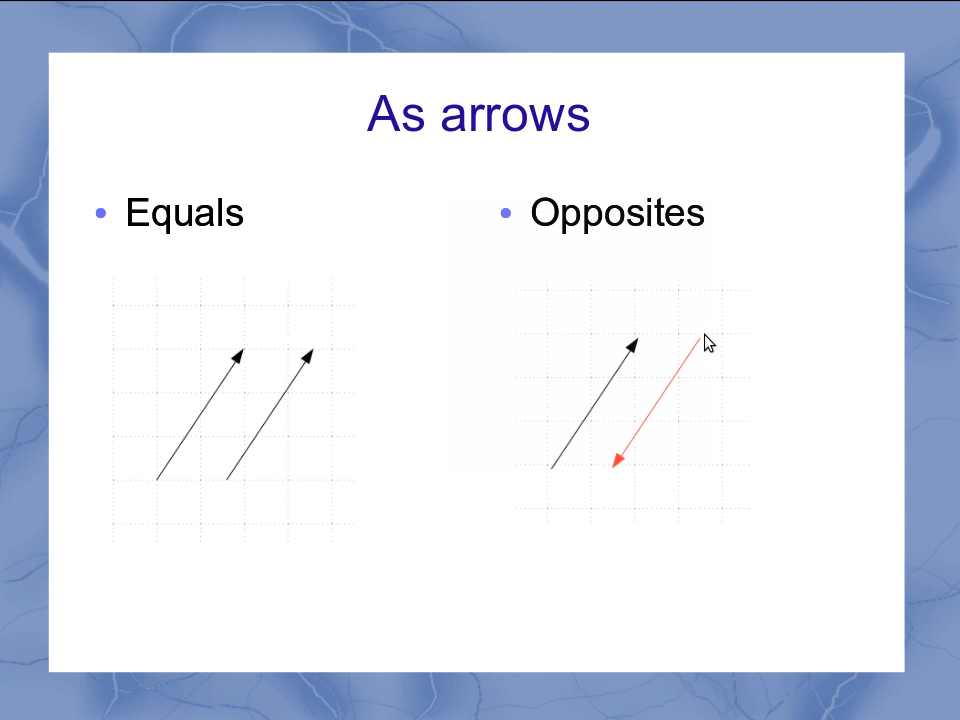 As arrows
• Equals
• Opposites